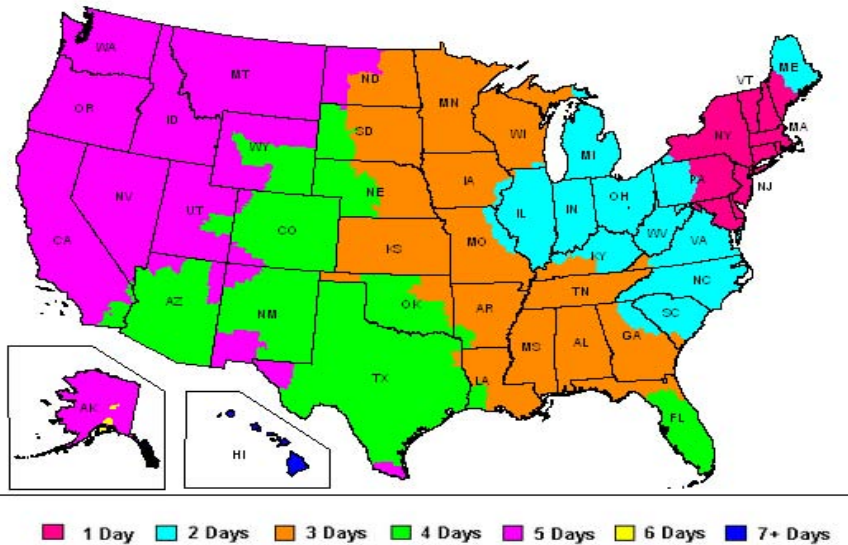 WA
MT
ND
MN
ME
VT
OR
ID
SD
WI
NY
MA
WY
MI
PA
NJ
NV
UT
NE
IA
IL
IN
OH
CA
CO
KS
MO
KY
WV
VA
NC
TN
AZ
NM
OK
AR
SC
MS
AL
GA
TX
LA
FL
AK
HI
1 Day 2 Days 3 Days 4 Days 5 Days 6 Days 7+ Days